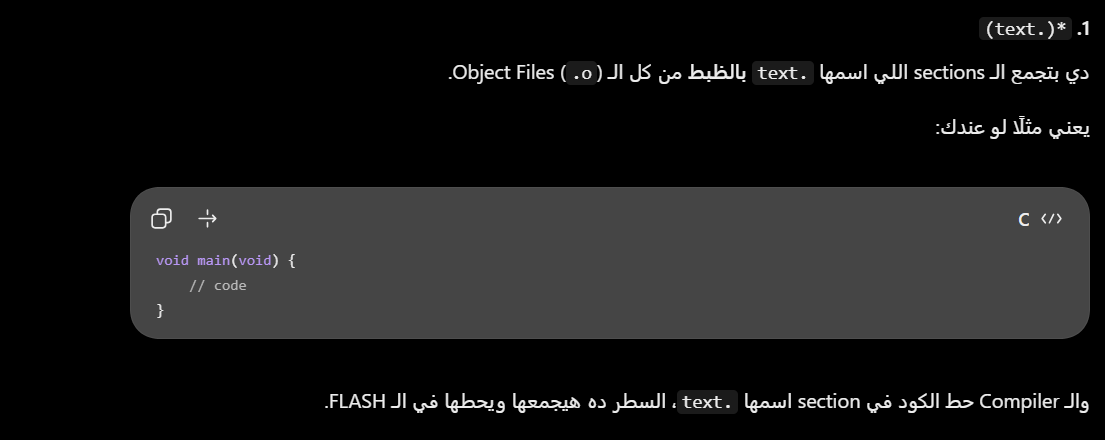 1. *(.text)
دي بتجمع الـ sections اللي اسمها .text بالظبط من كل الـ Object Files (.o).
يعني مثلًا لو عندك:
C
void main(void) {
    // code
}
والـ Compiler حط الكود في section اسمها .text، السطر ده هيجمعها ويحطها في الـ FLASH.